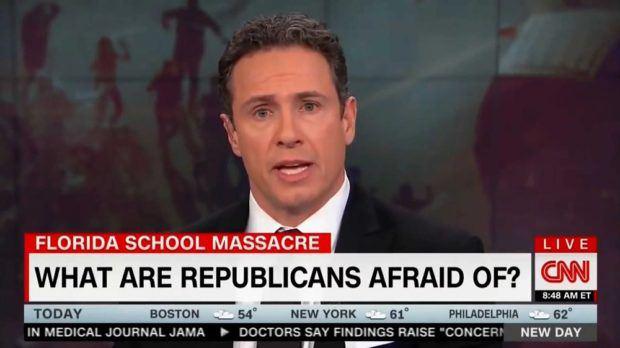 FLORIDA SCHOOL MASSACRE
LIVE
WHAT ARE REPUBLICANS AFRAID OF?
CNN
8:48 AM ET
TODAY BOSTON 54° NEW YORK 61° PHILADELPHIA 62°
IN MEDICAL JOURNAL JAMA ▶ DOCTORS SAY FINDINGS RAISE "CONCERN NEW DAY